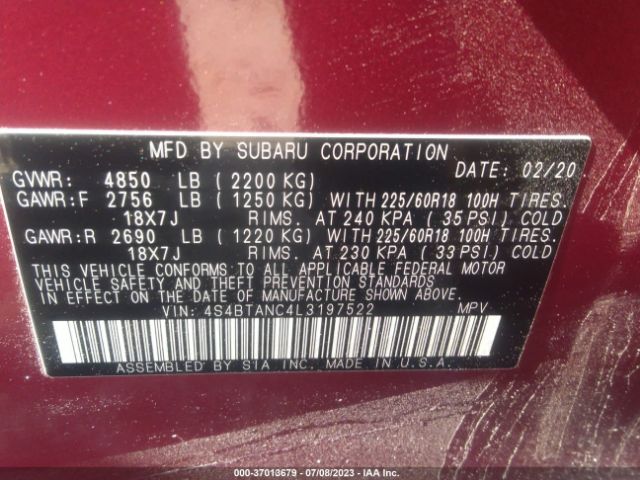 MFD BY SUBARU CORPORATION
DATE: 02/20
GVWR: 4850 LB ( 2200 KG)
GAWR:F 2756 LB ( 1250 KG) WITH 225/60R18 100H TIRES.
18X7J RIMS. AT 240 KPA ( 35 PSI) COLD
GAWR:R 2690 LB ( 1220 KG) WITH 225/60R18 100H TIRES.
18X7J RIMS. AT 230 KPA ( 33 PSI) COLD
THIS VEHICLE CONFORMS TO ALL APPLICABLE FEDERAL MOTOR
VEHICLE SAFETY AND THEFT PREVENTION STANDARDS
IN EFFECT ON THE DATE OF MANUFACTURE SHOWN ABOVE.
VIN: 4S4BTANC4L3197522 MPV
ASSEMBLED BY SIA INC. MADE IN U.S.A.
000-37013679 - 07/08/2023 - IAA Inc.